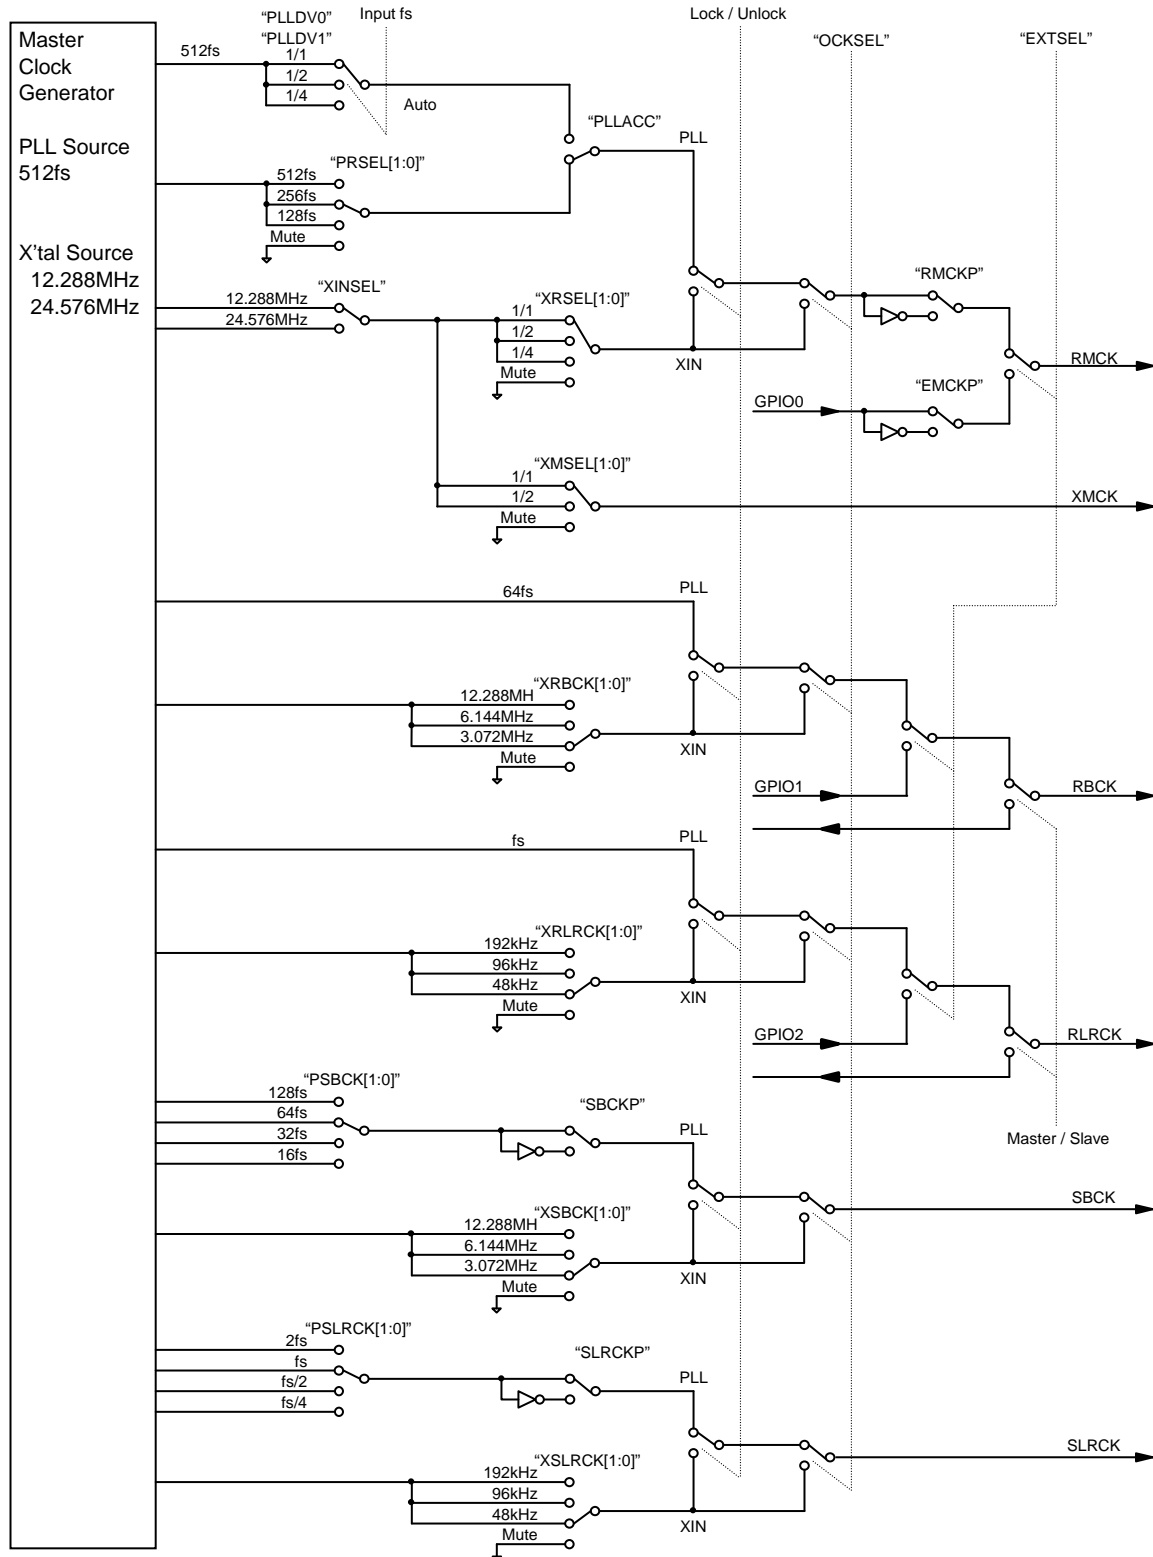 “PLLDV0”
Input fs
Lock / Unlock
Master
Clock
Generator
“PLLDV1”
“OCKSEL”
“EXTSEL”
512fs
1/1
1/2
1/4
Auto
“PLLACC”
PLL
PLL Source
512fs
“PRSEL[1:0]”
512fs
256fs
128fs
Mute
X'tal Source
12.288MHz
24.576MHz
“XINSEL”
12.288MHz
24.576MHz
“XRSEL[1:0]”
1/1
1/2
1/4
Mute
XIN
“RMCKP”
RMCK
GPIO0
“EMCKP”
“XMSEL[1:0]”
1/1
1/2
Mute
XMCK
64fs
PLL
“XRBCK[1:0]”
12.288MH
6.144MHz
3.072MHz
Mute
XIN
GPIO1
RBCK
fs
PLL
“XRLRCK[1:0]”
192kHz
96kHz
48kHz
Mute
XIN
GPIO2
RLRCK
Master / Slave
“PSBCK[1:0]”
128fs
64fs
32fs
16fs
“SBCKP”
PLL
SBCK
“XSBCK[1:0]”
12.288MH
6.144MHz
3.072MHz
Mute
XIN
“PSLRCK[1:0]”
2fs
fs
fs/2
fs/4
“SLRCKP”
PLL
SLRCK
“XSLRCK[1:0]”
192kHz
96kHz
48kHz
Mute
XIN